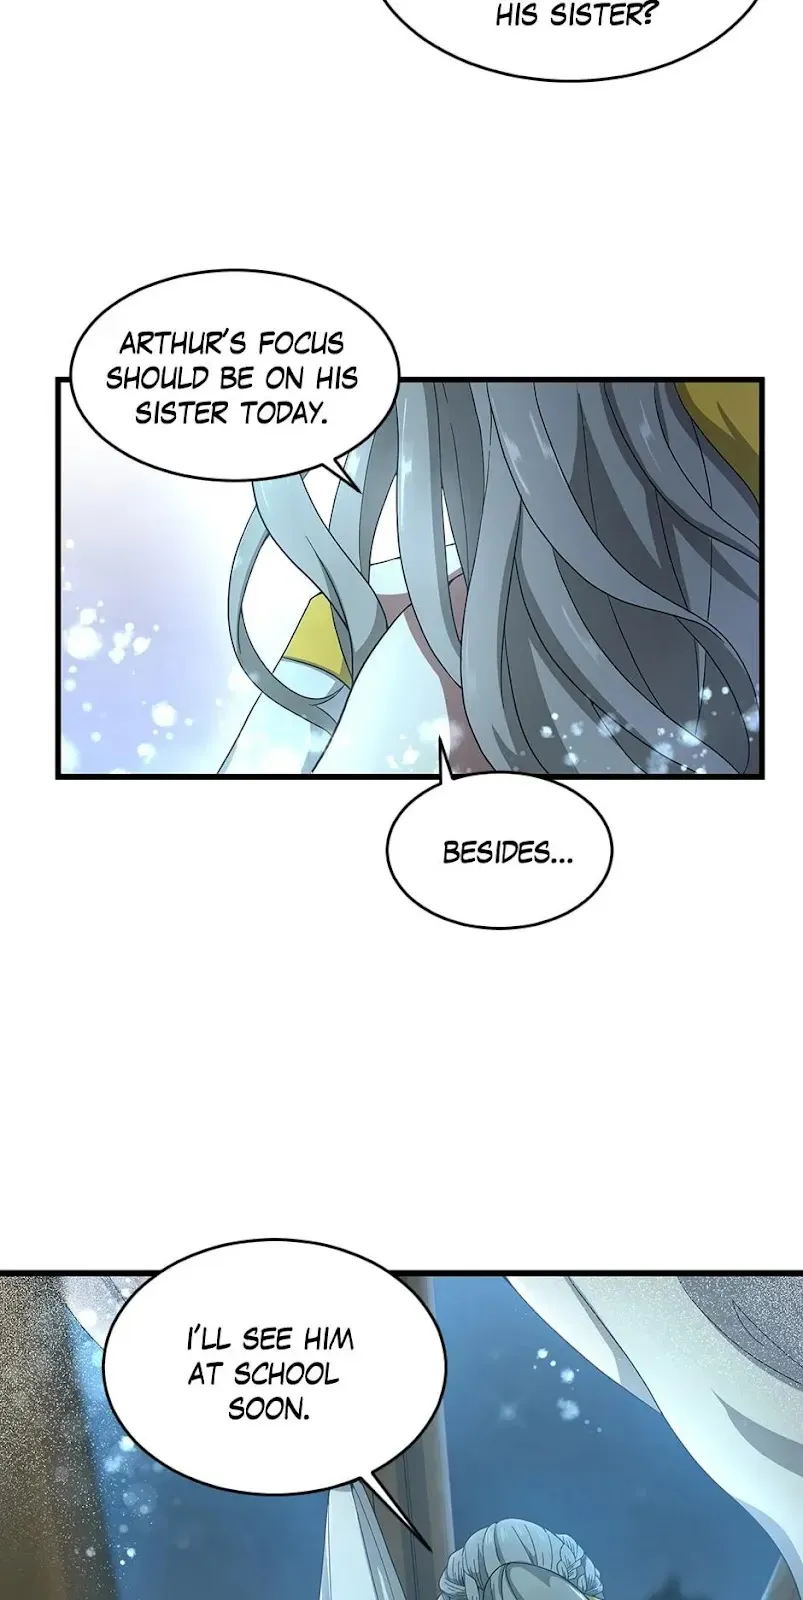 HIS SISTER?
ARTHUR'S FOCUS
SHOULD BE ON HIS
SISTER TODAY.
BESIDES...
I'LL SEE HIM
AT SCHOOL
SOON.